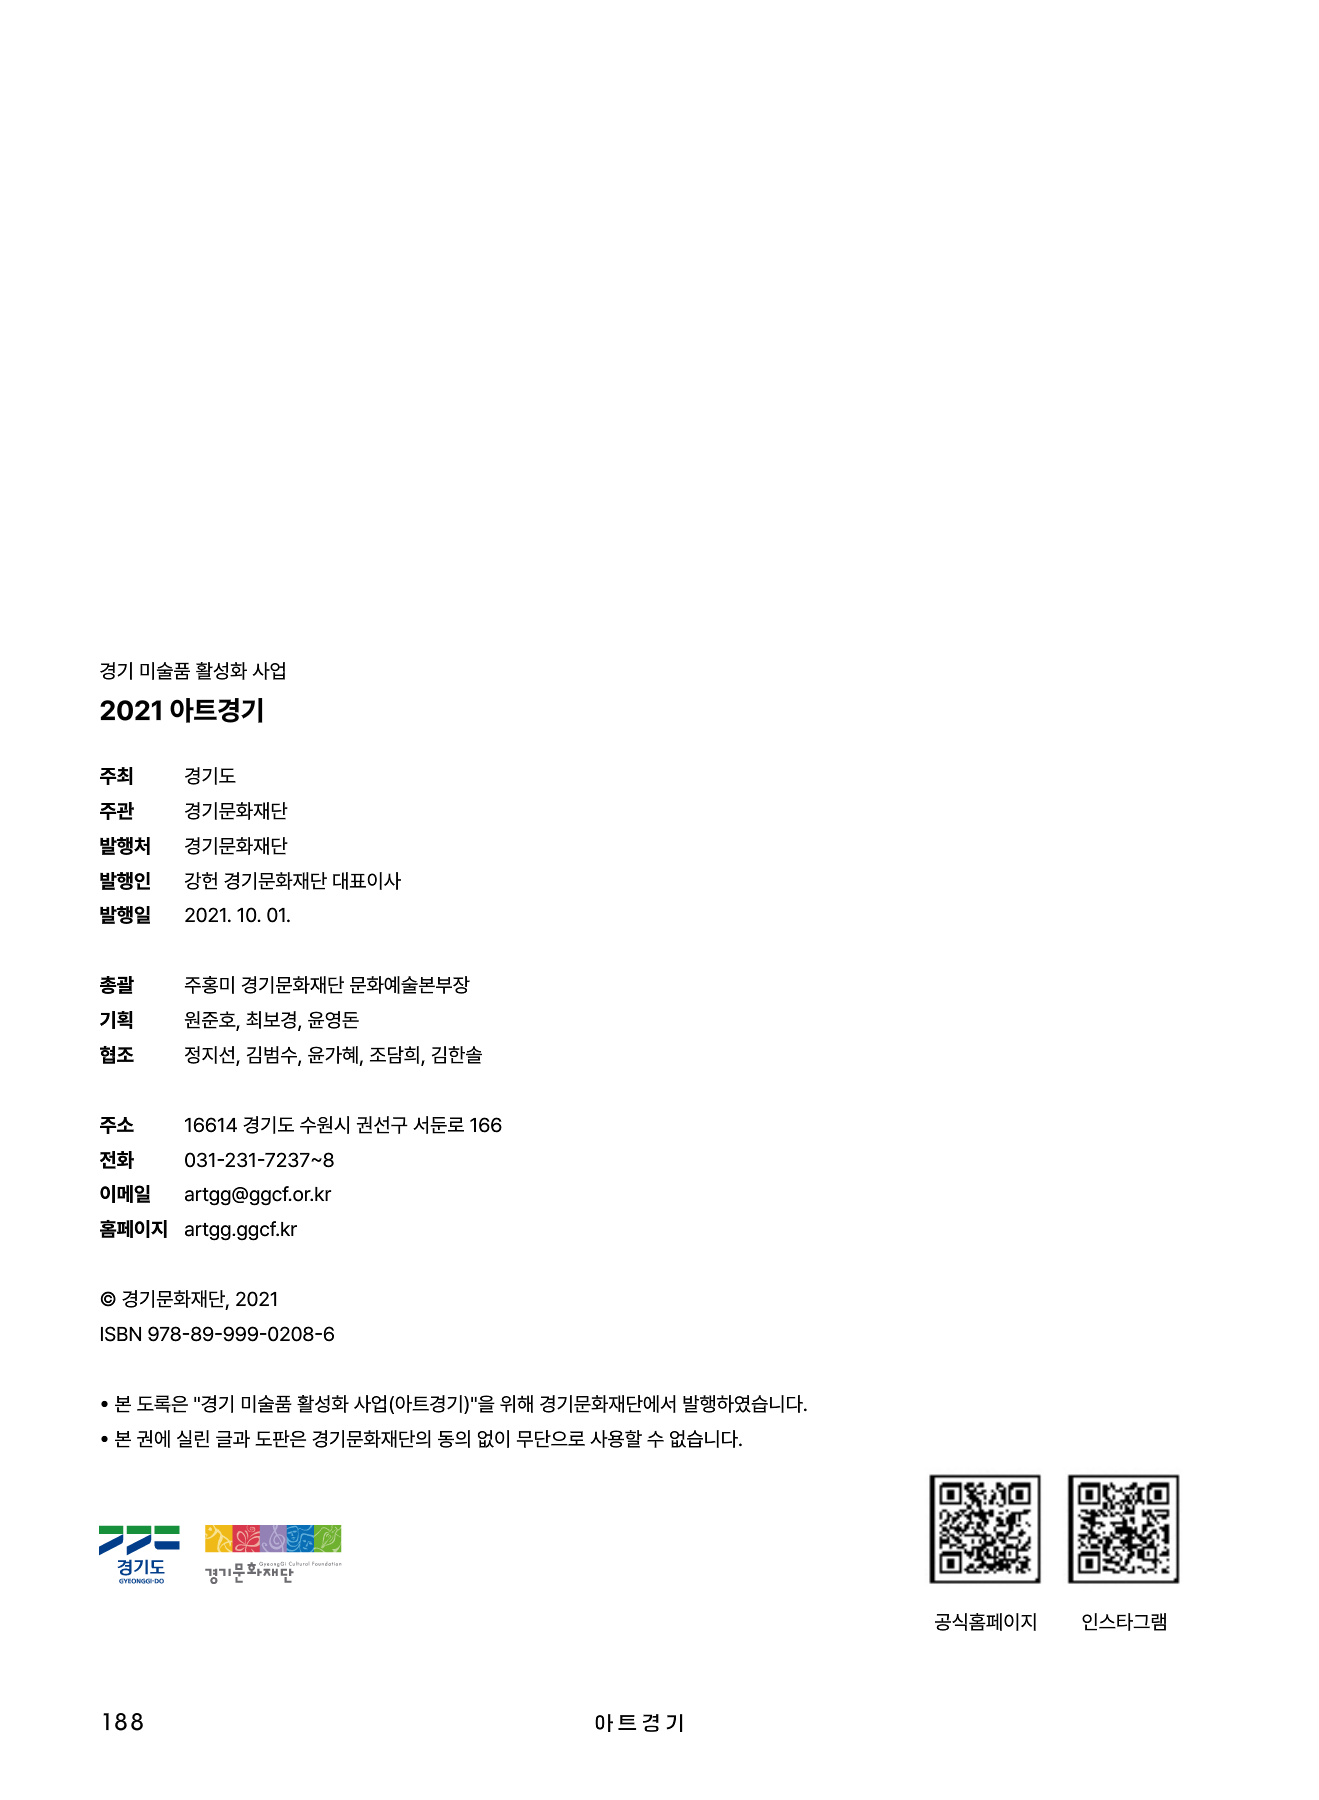 경기 미술품 활성화 사업
2021 아트경기
주최 경기도
주관 경기문화재단
발행처 경기문화재단
발행인 강헌 경기문화재단 대표이사
발행일 2021. 10. 01.
총괄 주홍미 경기문화재단 문화예술본부장
기획 원준호, 최보경, 윤영돈
협조 정지선, 김범수, 윤가혜, 조담희, 김한솔
주소 16614 경기도 수원시 권선구 서둔로 166
전화 031-231-7237~8
이메일 artgg@ggcf.or.kr
홈페이지 artgg.ggcf.kr
© 경기문화재단, 2021
ISBN 978-89-999-0208-6
• 본 도록은 "경기 미술품 활성화 사업(아트경기)"을 위해 경기문화재단에서 발행하였습니다.
• 본 권에 실린 글과 도판은 경기문화재단의 동의 없이 무단으로 사용할 수 없습니다.
경기도
GYEONGGI-DO
GyeongGi Cultural Foundation
경기문화재단
공식홈페이지 인스타그램
188 아트경기